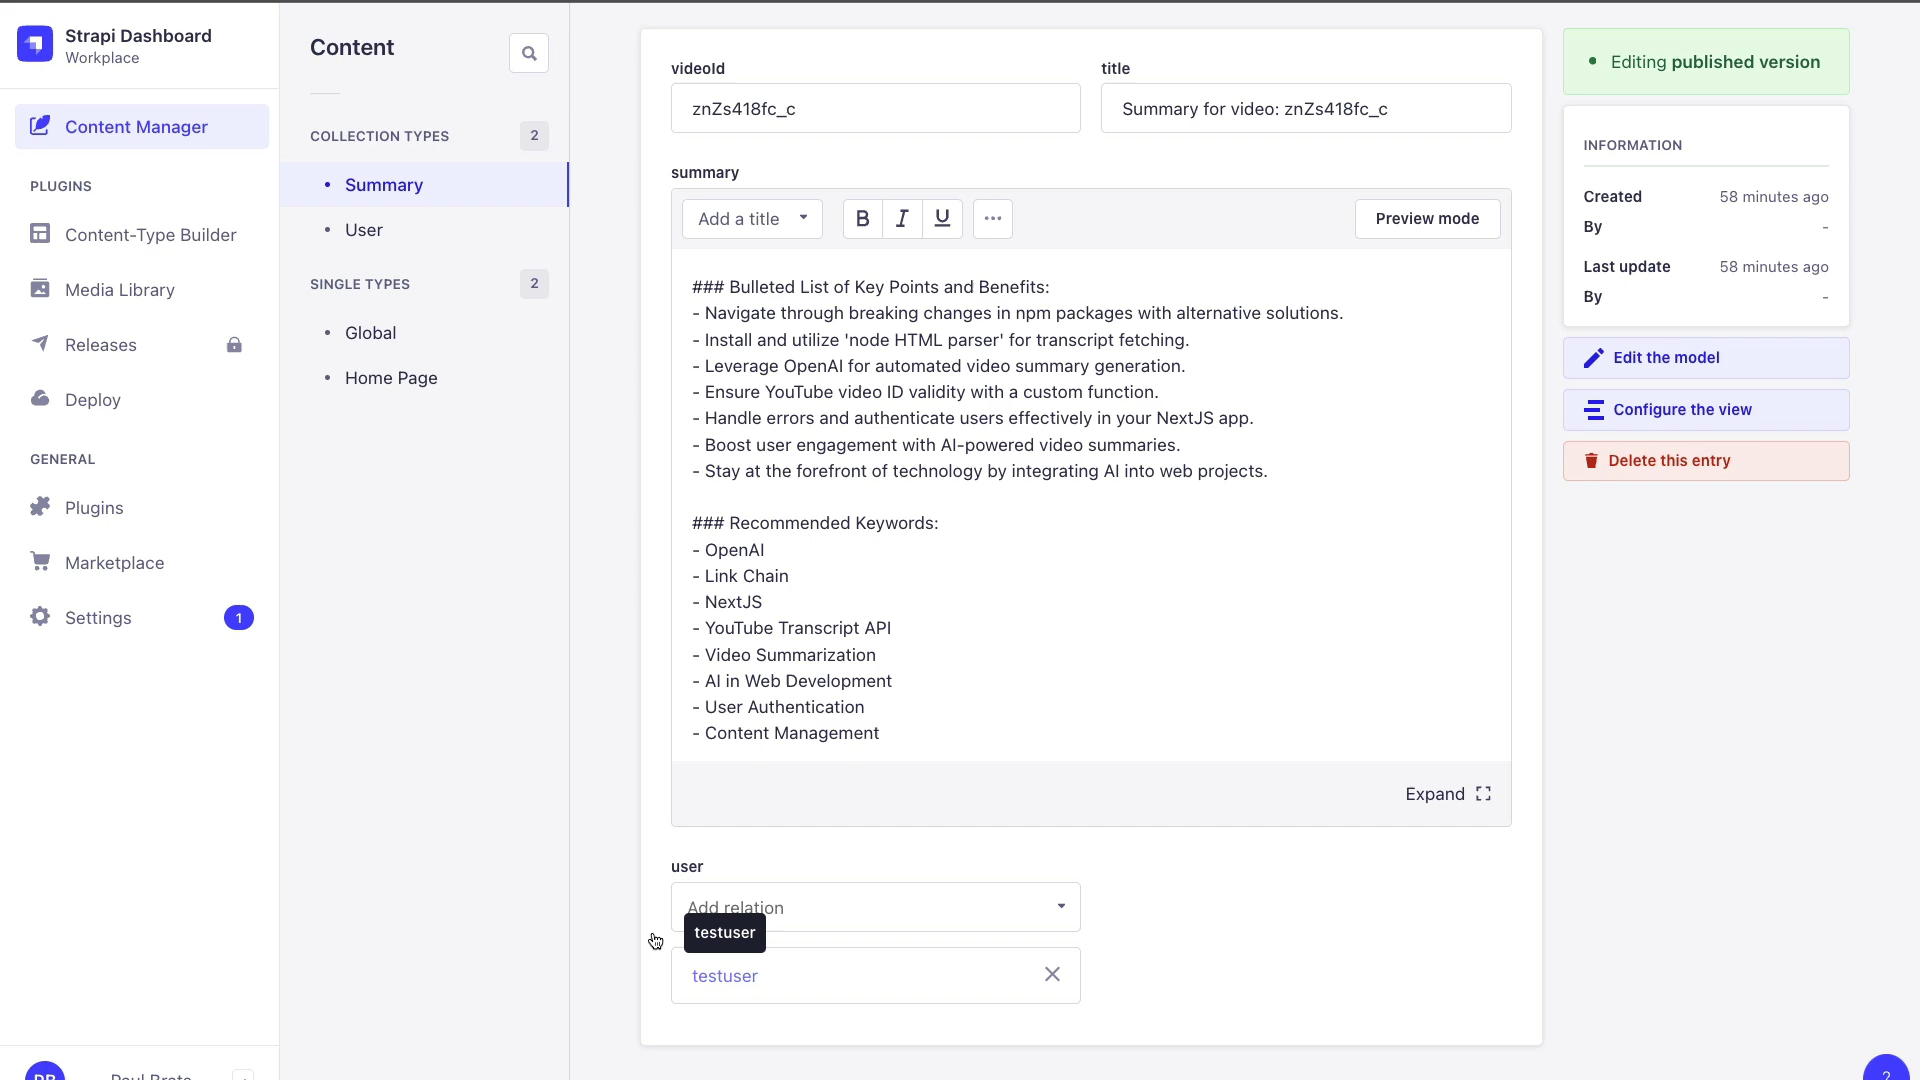 Strapi Dashboard
Workplace
Content Manager
PLUGINS
Content-Type Builder
Media Library
Releases
Deploy
GENERAL
Plugins
Marketplace
Settings
1
Content
COLLECTION TYPES
2
Summary
User
SINGLE TYPES
2
Global
Home Page
videoId
title
znZs418fc_c
Summary for video: znZs418fc_c
summary
Add a title
B I U
Preview mode
### Bulleted List of Key Points and Benefits:
- Navigate through breaking changes in npm packages with alternative solutions.
- Install and utilize 'node HTML parser' for transcript fetching.
- Leverage OpenAI for automated video summary generation.
- Ensure YouTube video ID validity with a custom function.
- Handle errors and authenticate users effectively in your NextJS app.
- Boost user engagement with AI-powered video summaries.
- Stay at the forefront of technology by integrating AI into web projects.
### Recommended Keywords:
- OpenAI
- Link Chain
- NextJS
- YouTube Transcript API
- Video Summarization
- AI in Web Development
- User Authentication
- Content Management
Expand
user
Add relation
testuser
testuser
Editing published version
INFORMATION
Created 58 minutes ago
By -
Last update 58 minutes ago
By -
Edit the model
Configure the view
Delete this entry